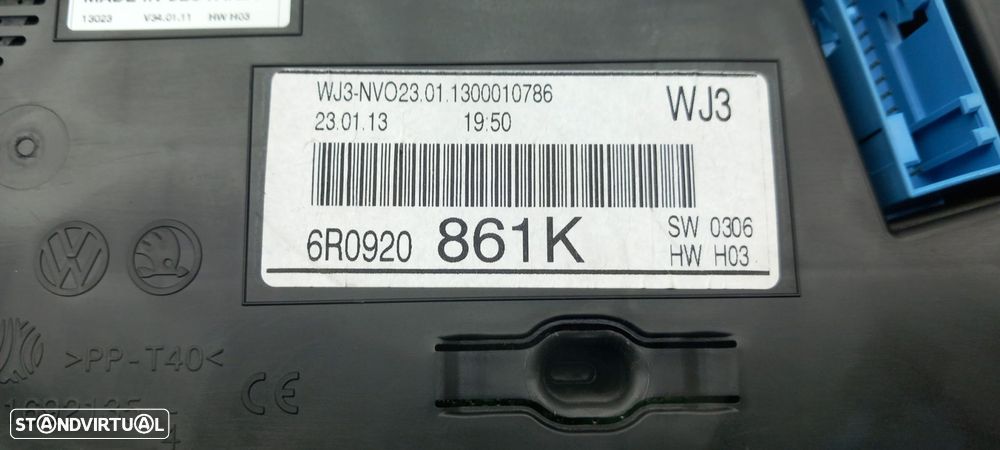 13023 V34.01.11 HW H03
WJ3-NVO23.01.1300010786
WJ3
23.01.13 19:50
6R0920 861K
SW 0306
HW H03
>PP-T40<
CE
STANDVIRTUAL